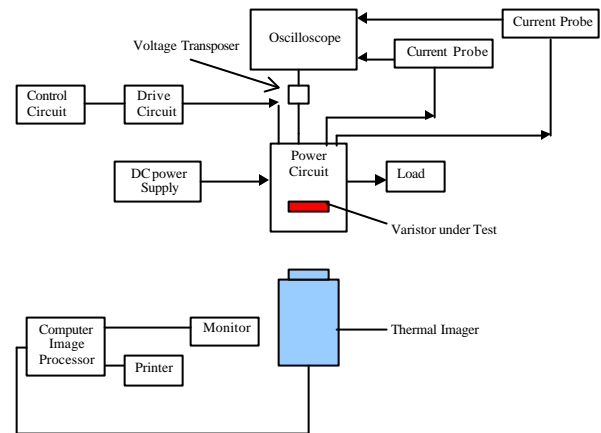 Current Probe
Oscilloscope
Voltage Transposer
Current Probe
Control
Circuit
Drive
Circuit
Power
Circuit
DC power
Supply
Load
Varistor under Test
Computer
Image
Processor
Monitor
Printer
Thermal Imager